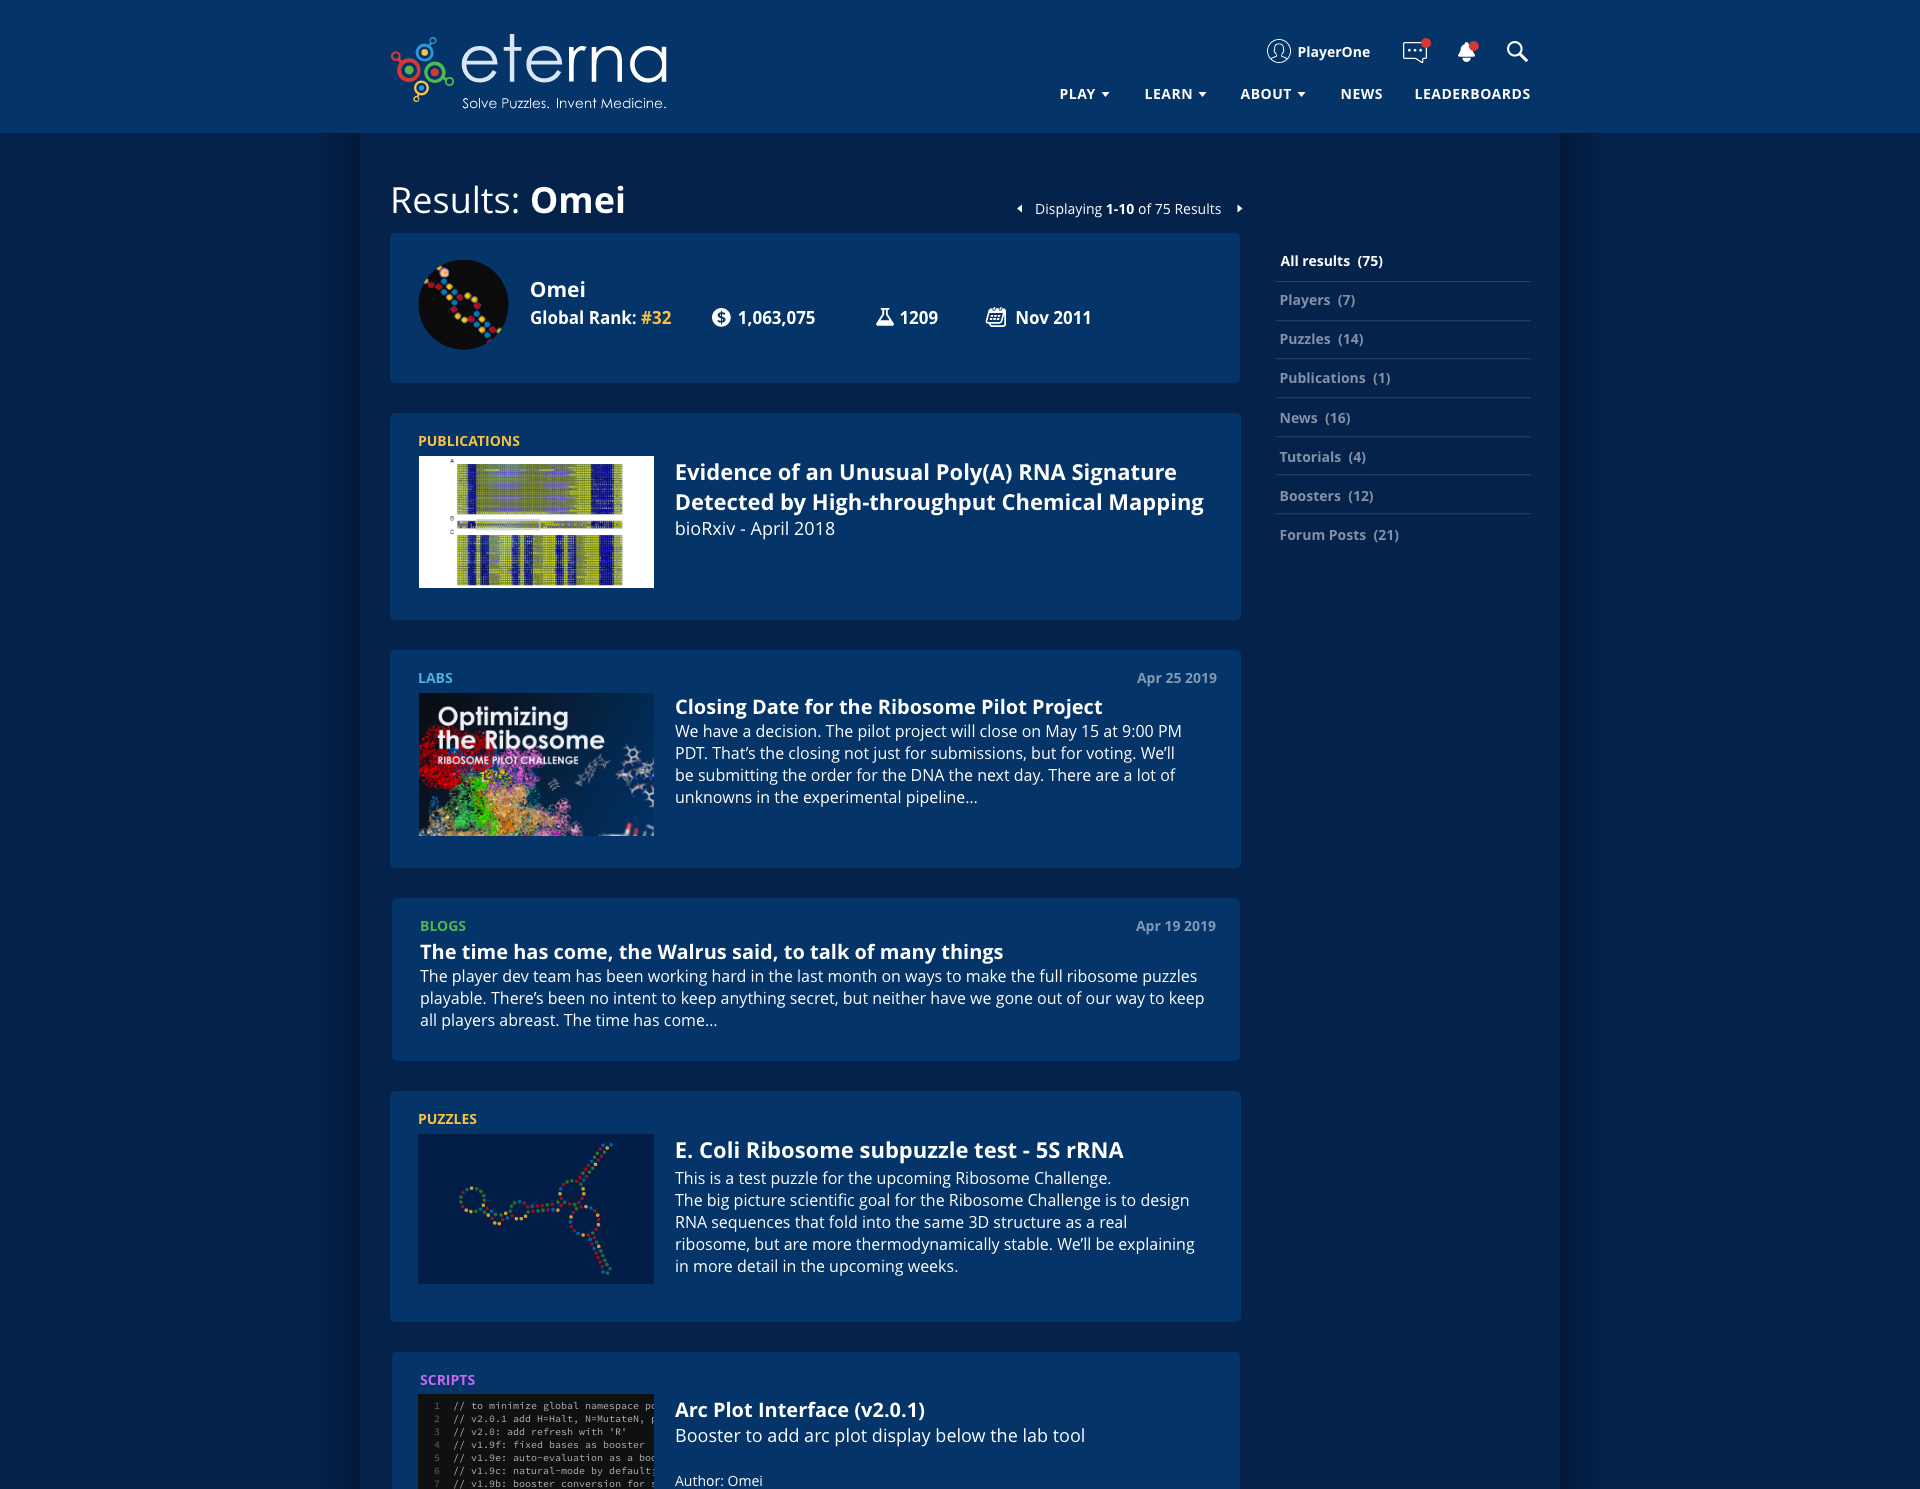 eterna
Solve Puzzles. Invent Medicine.
PlayerOne
PLAY LEARN ABOUT NEWS LEADERBOARDS
Results: Omei
Displaying 1-10 of 75 Results
Omei
Global Rank: #32
$ 1,063,075
1209
Nov 2011
All results (75)
Players (7)
Puzzles (14)
Publications (1)
News (16)
Tutorials (4)
Boosters (12)
Forum Posts (21)
PUBLICATIONS
A
B
C
Evidence of an Unusual Poly(A) RNA Signature
Detected by High-throughput Chemical Mapping
bioRxiv - April 2018
LABS
Apr 25 2019
Optimizing
the Ribosome
RIBOSOME PILOT CHALLENGE
Closing Date for the Ribosome Pilot Project
We have a decision. The pilot project will close on May 15 at 9:00 PM
PDT. That’s the closing not just for submissions, but for voting. We’ll
be submitting the order for the DNA the next day. There are a lot of
unknowns in the experimental pipeline...
BLOGS
Apr 19 2019
The time has come, the Walrus said, to talk of many things
The player dev team has been working hard in the last month on ways to make the full ribosome puzzles
playable. There’s been no intent to keep anything secret, but neither have we gone out of our way to keep
all players abreast. The time has come...
PUZZLES
E. Coli Ribosome subpuzzle test - 5S rRNA
This is a test puzzle for the upcoming Ribosome Challenge.
The big picture scientific goal for the Ribosome Challenge is to design
RNA sequences that fold into the same 3D structure as a real
ribosome, but are more thermodynamically stable. We’ll be explaining
in more detail in the upcoming weeks.
SCRIPTS
1 // to minimize global namespace po
2 // v2.0.1 add H=Halt, N=MutateN, p
3 // v2.0: add refresh with 'R'
4 // v1.9f: fixed bases as booster
5 // v1.9e: auto-evaluation as a boo
6 // v1.9c: natural-mode by default;
7 // v1.9b: booster conversion for s
Arc Plot Interface (v2.0.1)
Booster to add arc plot display below the lab tool
Author: Omei